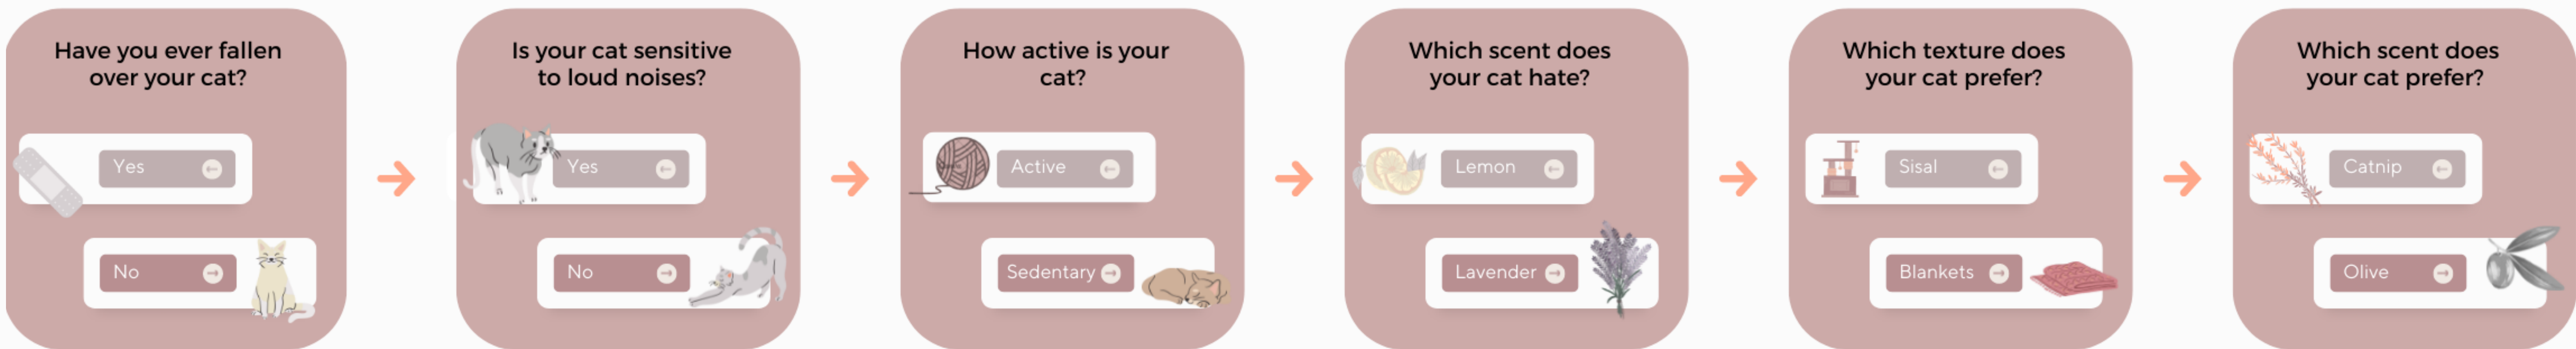 Have you ever fallen
over your cat?
Yes
No
Is your cat sensitive
to loud noises?
Yes
No
How active is your
cat?
Active
Sedentary
Which scent does
your cat hate?
Lemon
Lavender
Which texture does
your cat prefer?
Sisal
Blankets
Which scent does
your cat prefer?
Catnip
Olive